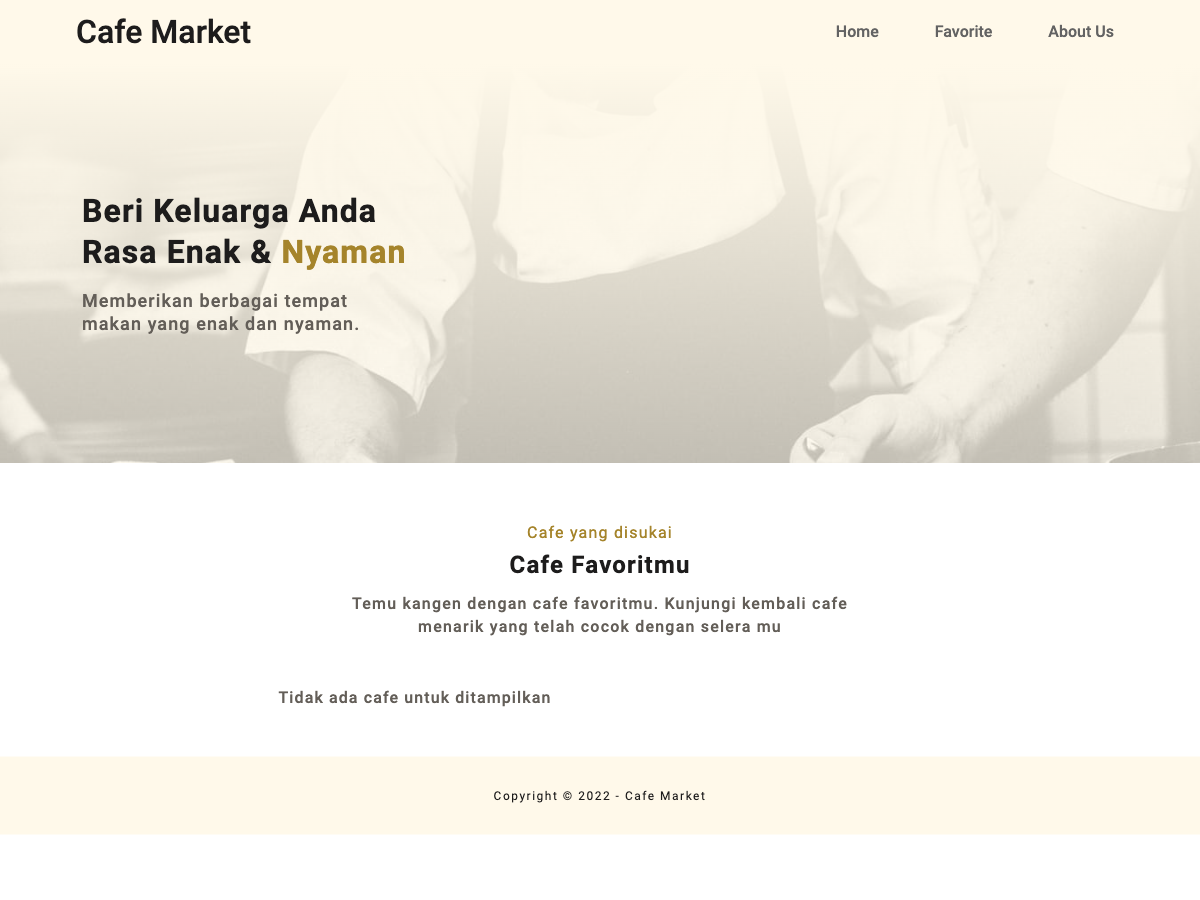 Cafe Market
Home Favorite About Us
Beri Keluarga Anda
Rasa Enak & Nyaman
Memberikan berbagai tempat
makan yang enak dan nyaman.
Cafe yang disukai
Cafe Favoritmu
Temu kangen dengan cafe favoritmu. Kunjungi kembali cafe
menarik yang telah cocok dengan selera mu
Tidak ada cafe untuk ditampilkan
Copyright © 2022 - Cafe Market